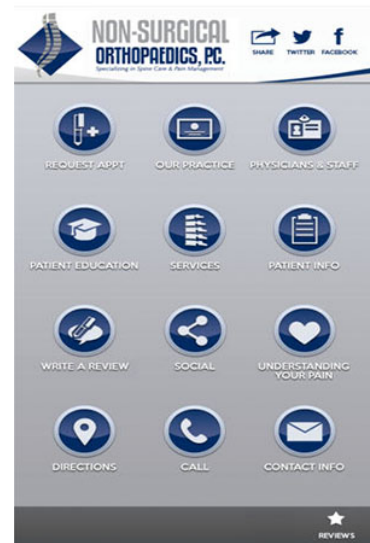 NON-SURGICAL
ORTHOPAEDICS, P.C.
Specializing in Spine Care & Pain Management
SHARE TWITTER FACEBOOK
REQUEST APPT OUR PRACTICE PHYSICIANS & STAFF
PATIENT EDUCATION SERVICES PATIENT INFO
WRITE A REVIEW SOCIAL UNDERSTANDING
YOUR PAIN
DIRECTIONS CALL CONTACT INFO
REVIEWS